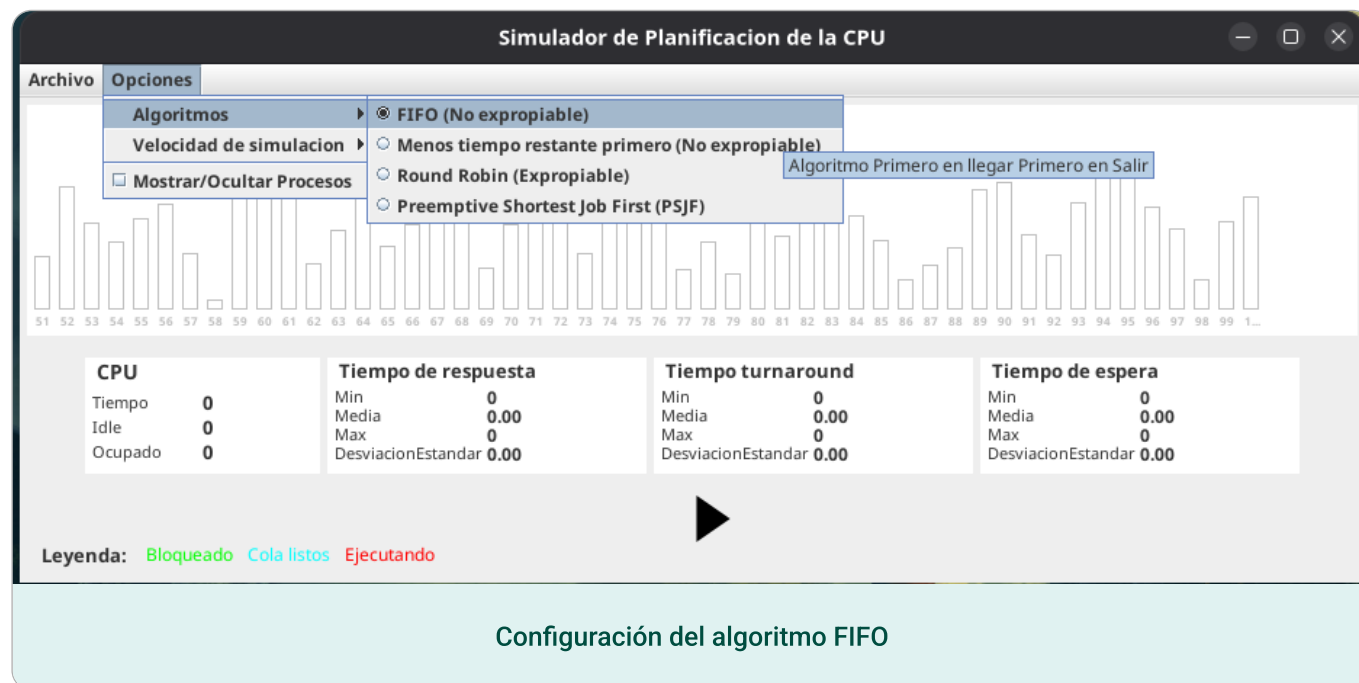 Simulador de Planificacion de la CPU
Archivo Opciones
Algoritmos
Velocidad de simulacion
Mostrar/Ocultar Procesos
FIFO (No expropiable)
Menos tiempo restante primero (No expropiable)
Algoritmo Primero en llegar Primero en Salir
Round Robin (Expropiable)
Preemptive Shortest Job First (PSJF)
51 52 53 54 55 56 57 58 59 60 61 62 63 64 65 66 67 68 69 70 71 72 73 74 75 76 77 78 79 80 81 82 83 84 85 86 87 88 89 90 91 92 93 94 95 96 97 98 99 1...
CPU
Tiempo 0
Idle 0
Ocupado 0
Tiempo de respuesta
Min 0
Media 0.00
Max 0
DesviacionEstandar 0.00
Tiempo turnaround
Min 0
Media 0.00
Max 0
DesviacionEstandar 0.00
Tiempo de espera
Min 0
Media 0.00
Max 0
DesviacionEstandar 0.00
Leyenda: Bloqueado Cola listos Ejecutando
Configuración del algoritmo FIFO